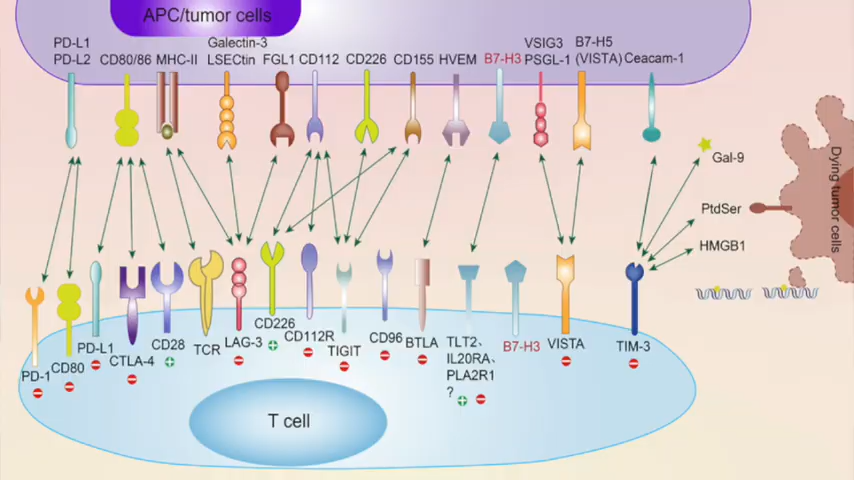 APC/tumor cells
PD-L1
PD-L2
CD80/86
MHC-II
Galectin-3
LSECtin
FGL1
CD112
CD226
CD155
HVEM
B7-H3
VSIG3
PSGL-1
B7-H5
(VISTA)
Ceacam-1
Gal-9
PtdSer
HMGB1
Dying tumor cells
PD-1
CD80
PD-L1
CTLA-4
CD28
TCR
LAG-3
CD226
CD112R
TIGIT
CD96
BTLA
TLT2、
IL20RA、
PLA2R1
?
B7-H3
VISTA
TIM-3
T cell